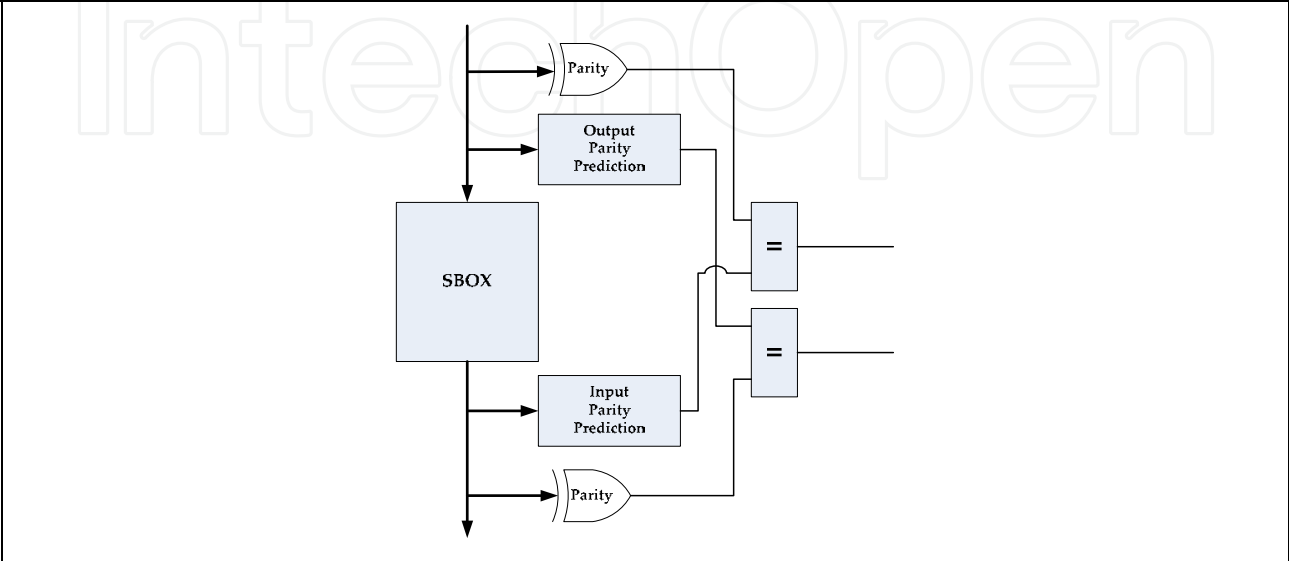 IntechOpen
Parity
Output
Parity
Prediction
=
SBOX
=
Input
Parity
Prediction
Parity